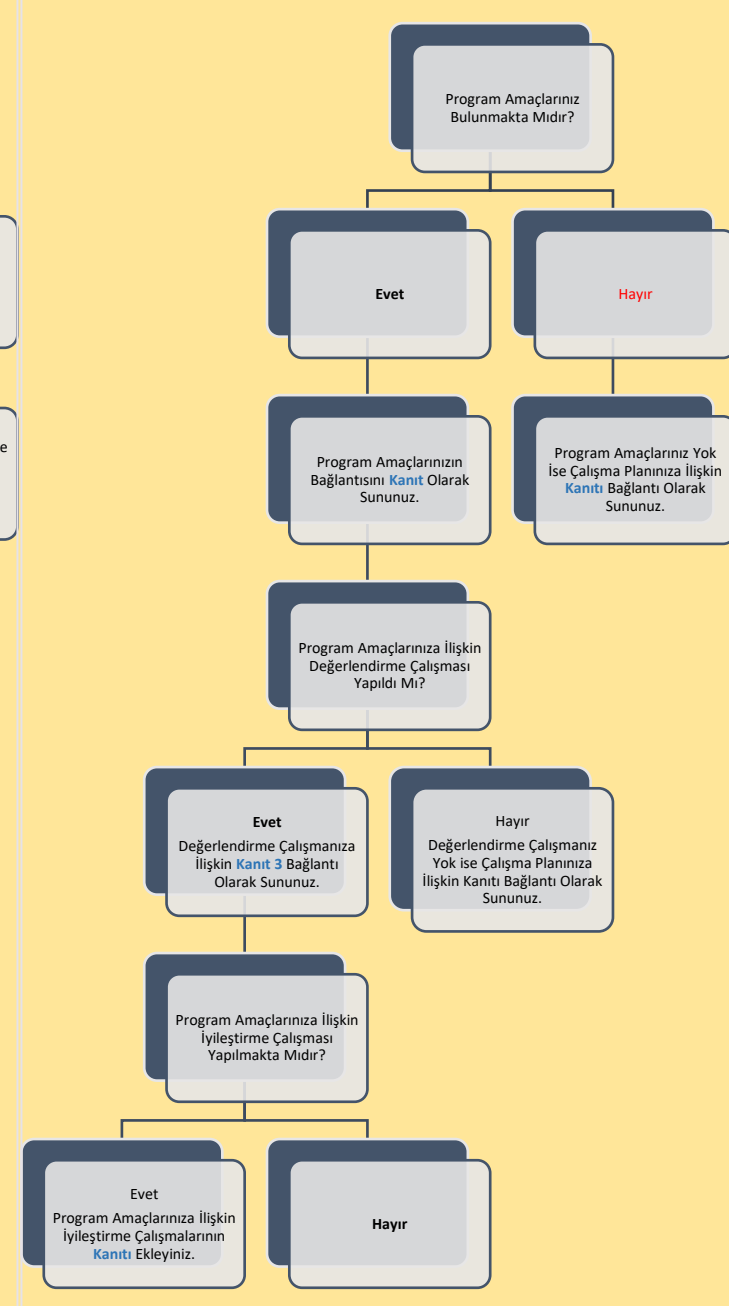 Program Amaçlarınız
Bulunmakta Mıdır?
Evet
Hayır
e
Program Amaçlarınızın
Bağlantısını Kanıt Olarak
Sununuz.
Program Amaçlarınız Yok
İse Çalışma Planınıza İlişkin
Kanıtı Bağlantı Olarak
Sununuz.
Program Amaçlarınıza İlişkin
Değerlendirme Çalışması
Yapıldı Mı?
Evet
Değerlendirme Çalışmanıza
İlişkin Kanıt 3 Bağlantı
Olarak Sununuz.
Hayır
Değerlendirme Çalışmanız
Yok ise Çalışma Planınıza
İlişkin Kanıtı Bağlantı Olarak
Sununuz.
Program Amaçlarınıza İlişkin
İyileştirme Çalışması
Yapılmakta Mıdır?
Evet
Program Amaçlarınıza İlişkin
İyileştirme Çalışmalarının
Kanıtı Ekleyiniz.
Hayır